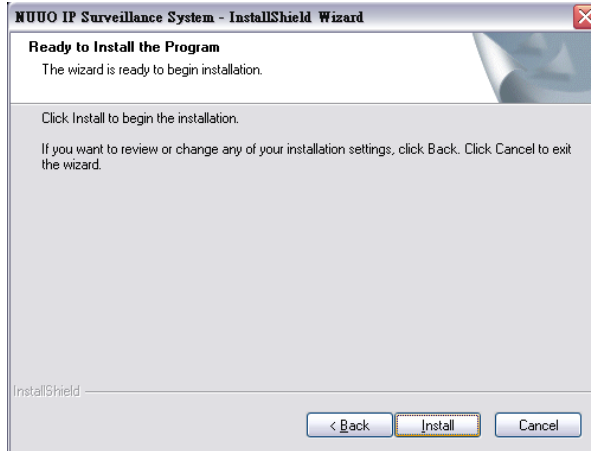 NUUO IP Surveillance System - InstallShield Wizard
Ready to Install the Program
The wizard is ready to begin installation.
Click Install to begin the installation.
If you want to review or change any of your installation settings, click Back. Click Cancel to exit
the wizard.
InstallShield
< Back Install Cancel